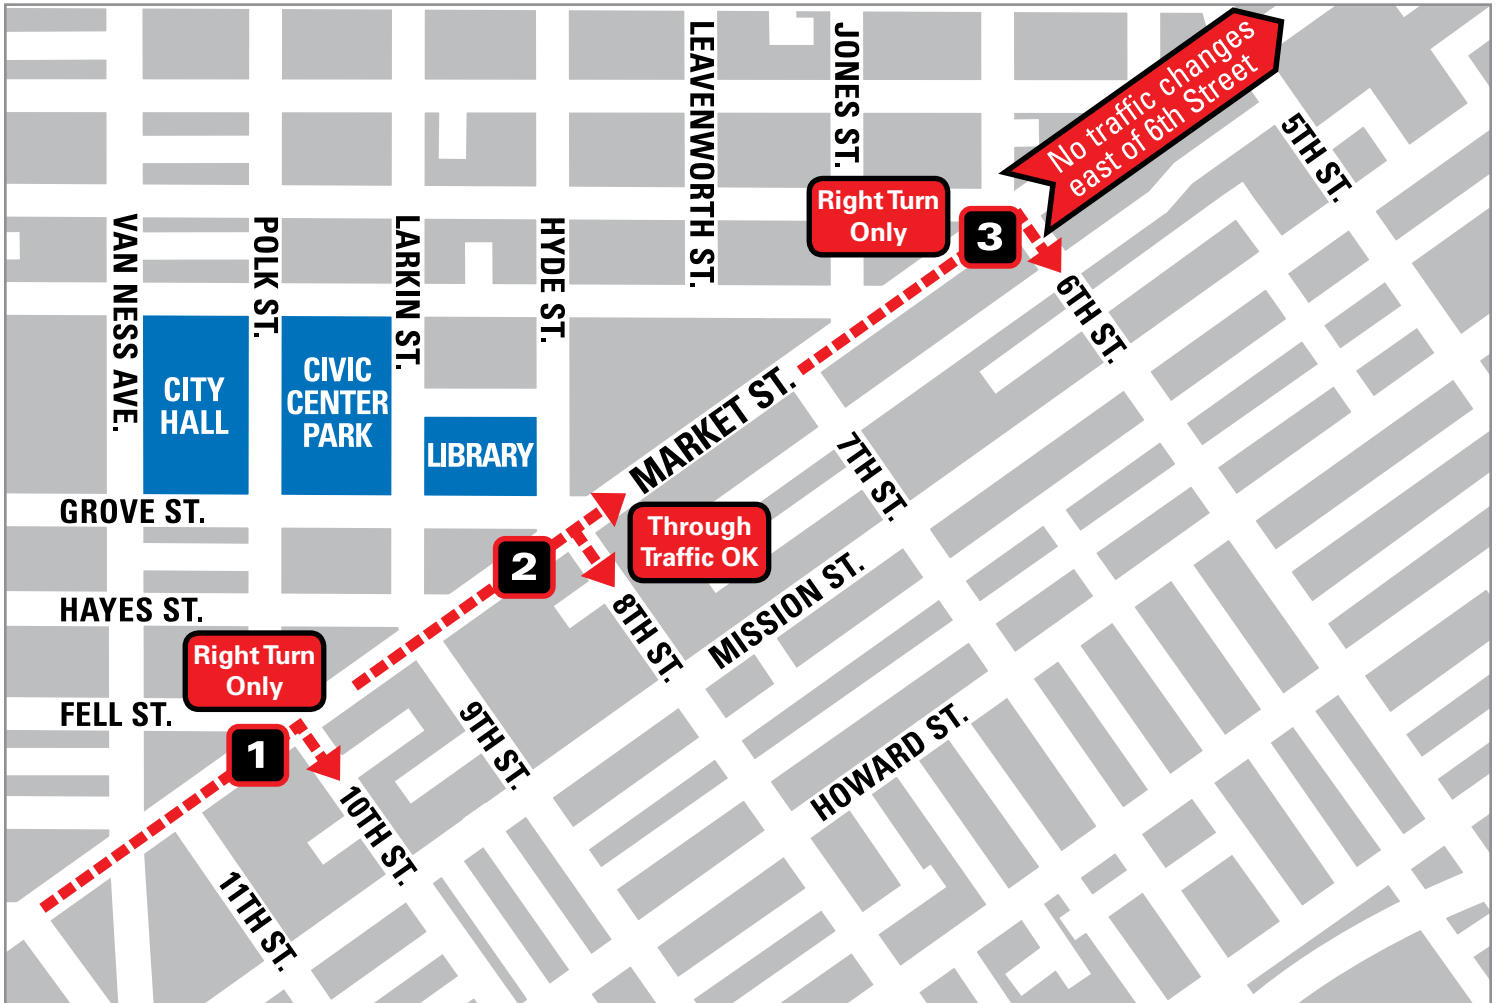 LEAVENWORTH ST.
JONES ST.
No traffic changes
east of 6th Street
5TH ST.
Right Turn
Only
3
VAN NESS AVE.
POLK ST.
LARKIN ST.
HYDE ST.
6TH ST.
CITY
HALL
CIVIC
CENTER
PARK
LIBRARY
MARKET ST.
7TH ST.
GROVE ST.
Through
Traffic OK
2
HAYES ST.
8TH ST.
MISSION ST.
Right Turn
Only
FELL ST.
1
9TH ST.
HOWARD ST.
10TH ST.
11TH ST.